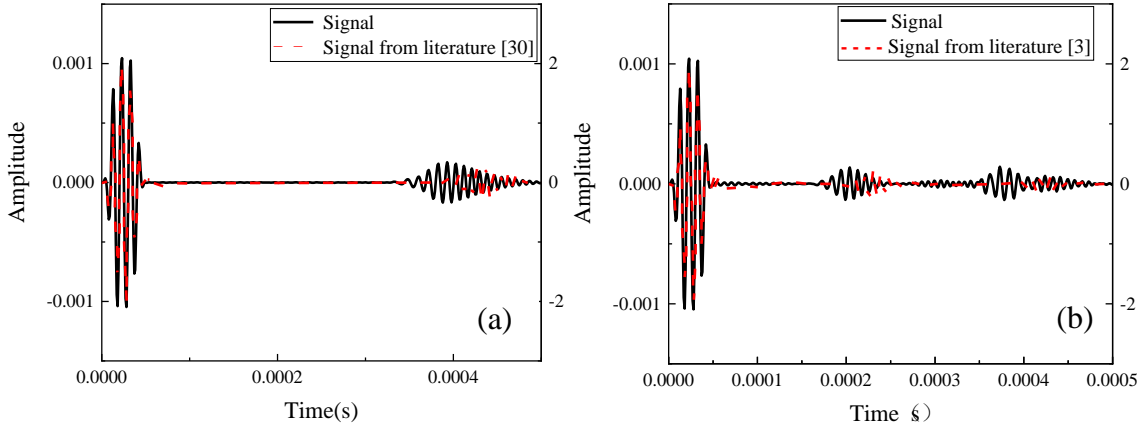 Signal
Signal from literature [30]
0.001
0.000
-0.001
2
0
-2
Amplitude
(a)
0.0000
0.0002
0.0004
Time(s)
Signal
Signal from literature [3]
0.001
0.000
-0.001
2
0
-2
Amplitude
(b)
0.0000
0.0001
0.0002
0.0003
0.0004
0.0005
Time (s)